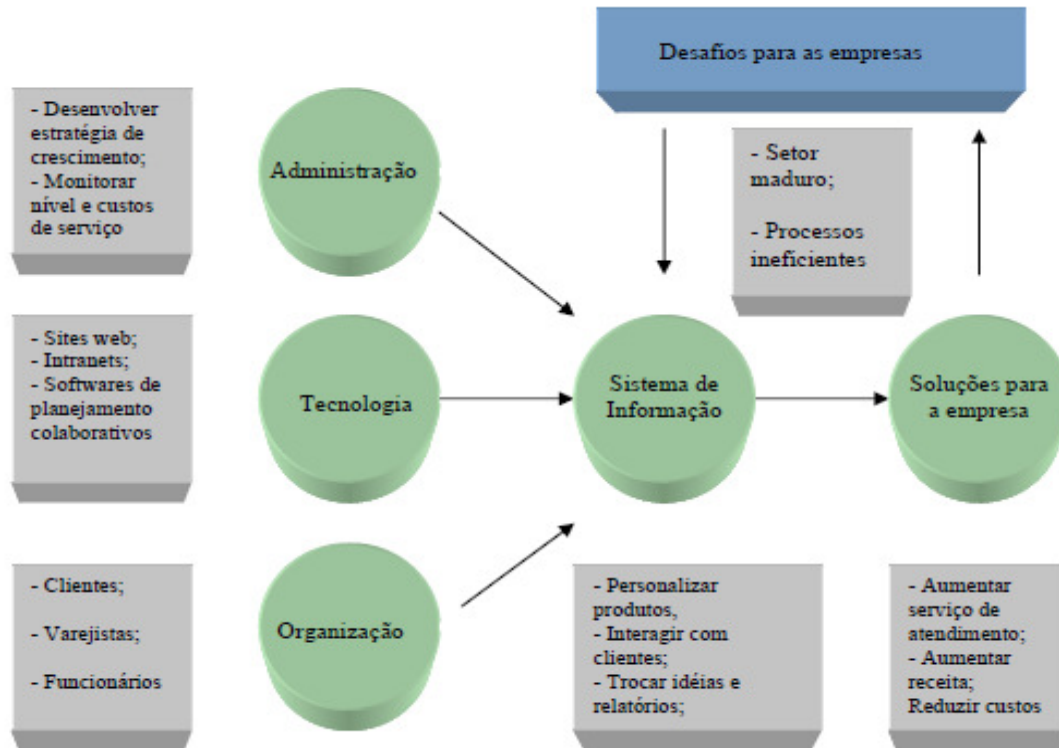 Desafios para as empresas
- Desenvolver
estratégia de
crescimento;
- Monitorar
nível e custos
de serviço
Administração
- Setor
maduro;
- Processos
ineficientes
- Sites web;
- Intranets;
- Softwares de
planejamento
colaborativos
Tecnologia
Sistema de
Informação
Soluções para
a empresa
- Clientes;
- Varejistas;
- Funcionários
Organização
- Personalizar
produtos,
- Interagir com
clientes;
- Trocar idéias e
relatórios;
- Aumentar
serviço de
atendimento;
- Aumentar
receita;
Reduzir custos